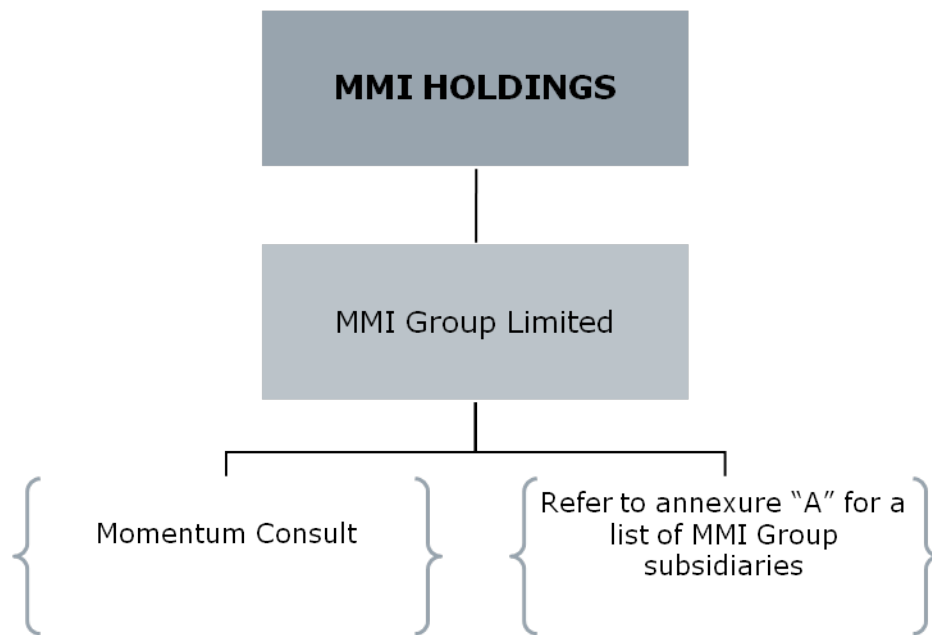 MMI HOLDINGS
MMI Group Limited
Momentum Consult
Refer to annexure “A” for a
list of MMI Group
subsidiaries